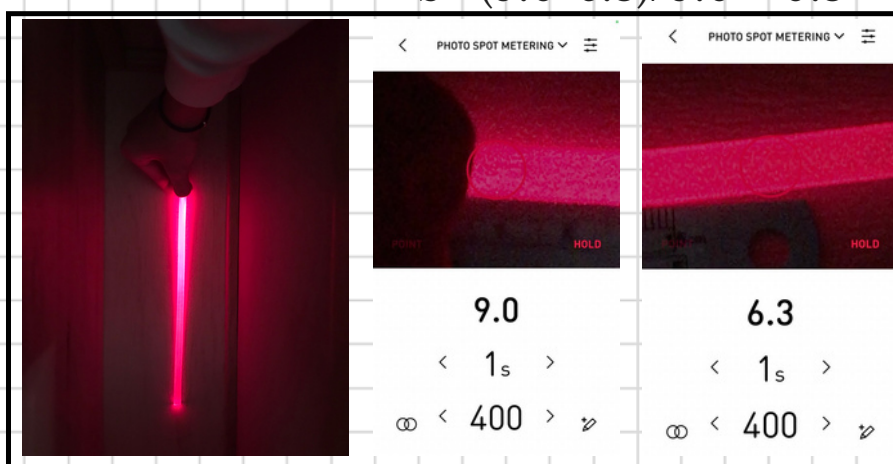 PHOTO SPOT METERING
POINT
HOLD
9.0
1s
400
PHOTO SPOT METERING
HOLD
6.3
1s
400